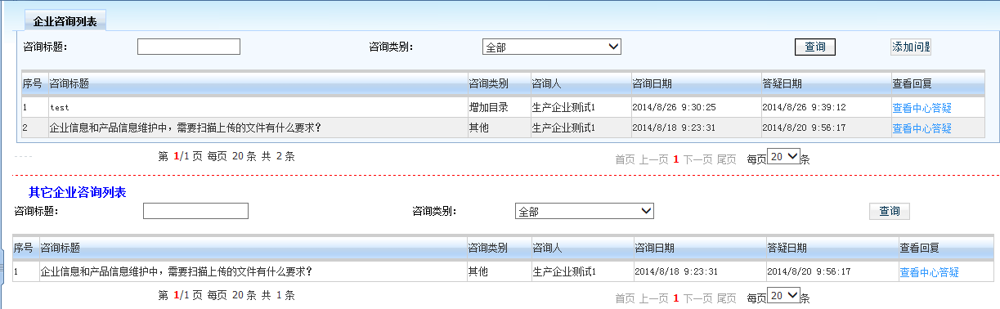 企业咨询列表
咨询标题： 咨询类别： 全部 查询 添加问题
序号 咨询标题 咨询类别 咨询人 咨询日期 答疑日期 查看回复
1 test 增加目录 生产企业测试1 2014/8/26 9:30:25 2014/8/26 9:39:12 查看中心答疑
2 企业信息和产品信息维护中，需要扫描上传的文件有什么要求？ 其他 生产企业测试1 2014/8/18 9:23:31 2014/8/20 9:56:17 查看中心答疑
第 1/1 页 每页 20 条 共 2 条 首页 上一页 1 下一页 尾页 每页 20 条
其它企业咨询列表
咨询标题： 咨询类别： 全部 查询
序号 咨询标题 咨询类别 咨询人 咨询日期 答疑日期 查看回复
1 企业信息和产品信息维护中，需要扫描上传的文件有什么要求？ 其他 生产企业测试1 2014/8/18 9:23:31 2014/8/20 9:56:17 查看中心答疑
第 1/1 页 每页 20 条 共 1 条 首页 上一页 1 下一页 尾页 每页 20 条